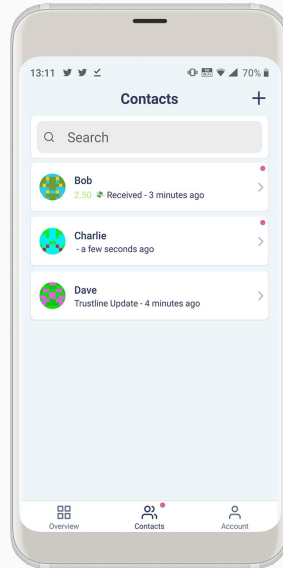 13:11 70%
Contacts
Search
Bob
2.50 Received - 3 minutes ago
Charlie
- a few seconds ago
Dave
Trustline Update - 4 minutes ago
Overview Contacts Account